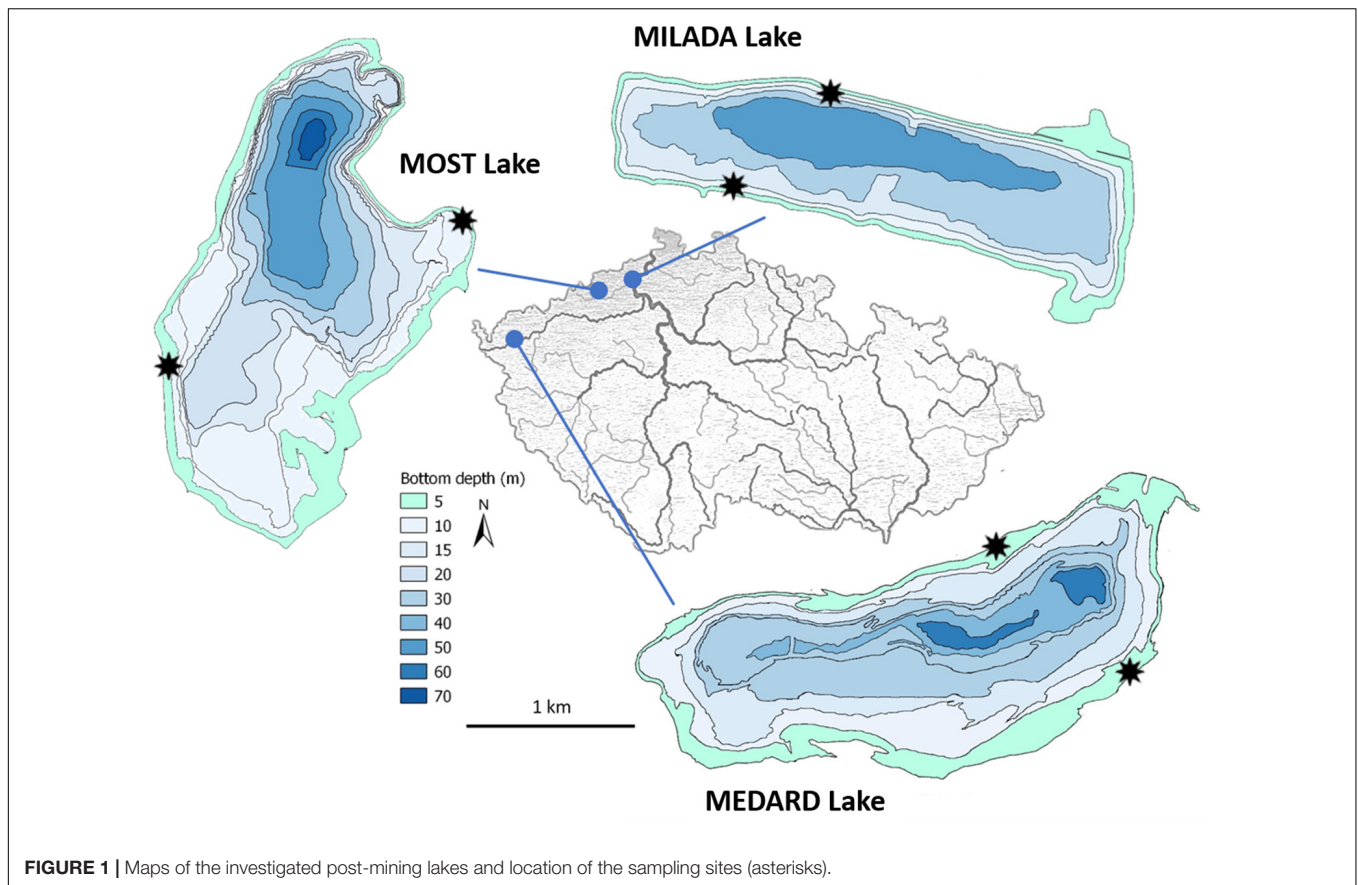 MILADA Lake
MOST Lake
Bottom depth (m)
5
10
15
20
30
40
50
60
70
N
1 km
MEDARD Lake
FIGURE 1 | Maps of the investigated post-mining lakes and location of the sampling sites (asterisks).